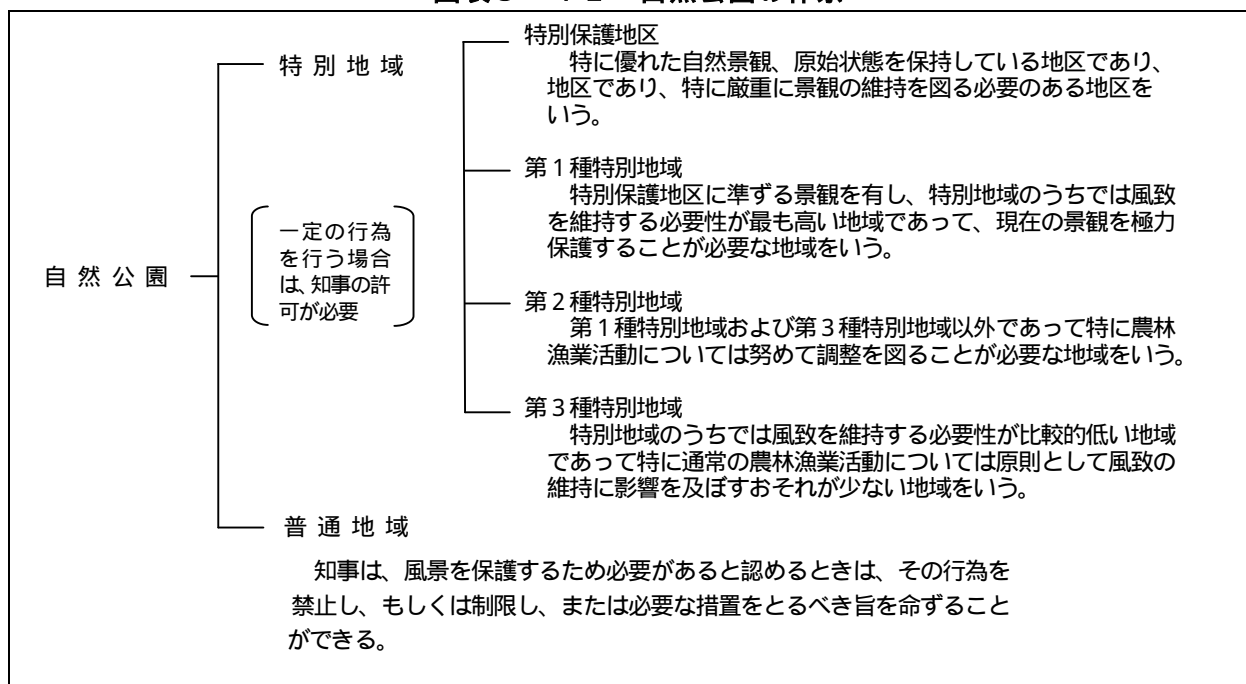 自然公園
特別地域
一定の行為
を行う場合
は、知事の許
可が必要
特別保護地区
特に優れた自然景観、原始状態を保持している地区であり、
地区であり、特に厳重に景観の維持を図る必要のある地区を
いう。
第1種特別地域
特別保護地区に準ずる景観を有し、特別地域のうちでは風致
を維持する必要性が最も高い地域であって、現在の景観を極力
保護することが必要な地域をいう。
第2種特別地域
第1種特別地域および第3種特別地域以外であって特に農林
漁業活動については努めて調整を図ることが必要な地域をいう。
第3種特別地域
特別地域のうちでは風致を維持する必要性が比較的低い地域
であって特に通常の農林漁業活動については原則として風致の
維持に影響を及ぼすおそれが少ない地域をいう。
普通地域
知事は、風景を保護するため必要があると認めるときは、その行為を
禁止し、もしくは制限し、または必要な措置をとるべき旨を命ずること
ができる。